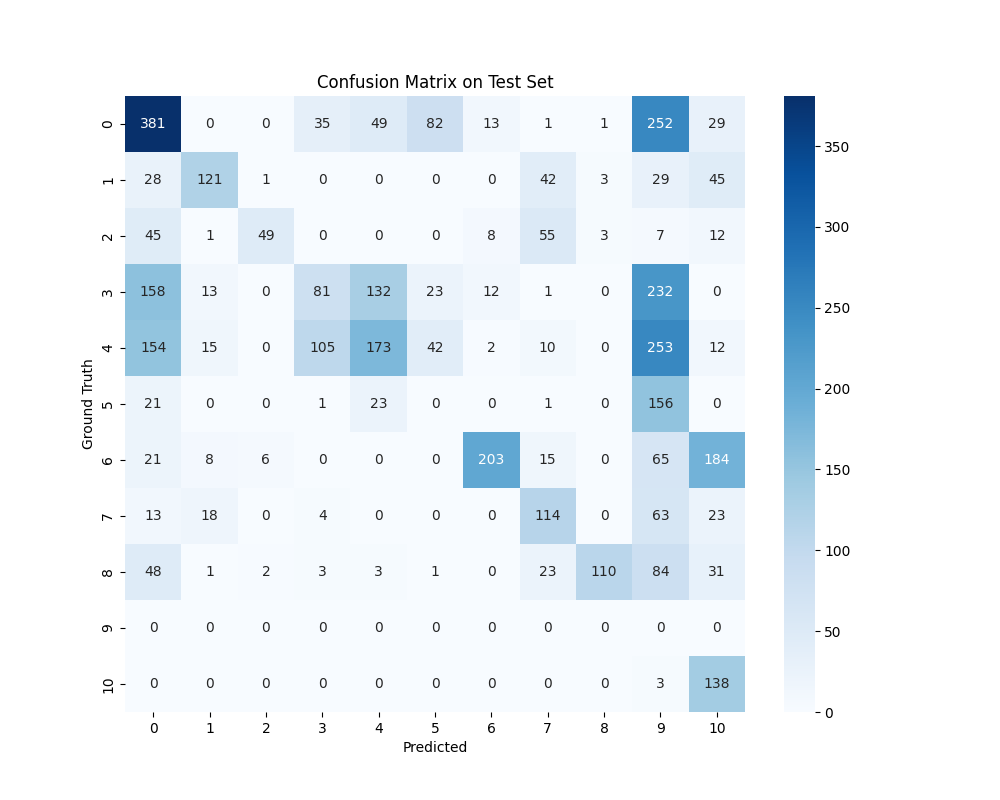 Confusion Matrix on Test Set
0 381 0 0 35 49 82 13 1 1 252 29
1 28 121 1 0 0 0 0 42 3 29 45
2 45 1 49 0 0 0 8 55 3 7 12
3 158 13 0 81 132 23 12 1 0 232 0
4 154 15 0 105 173 42 2 10 0 253 12
5 21 0 0 1 23 0 0 1 0 156 0
6 21 8 6 0 0 0 203 15 0 65 184
7 13 18 0 4 0 0 0 114 0 63 23
8 48 1 2 3 3 1 0 23 110 84 31
9 0 0 0 0 0 0 0 0 0 0 0
10 0 0 0 0 0 0 0 0 0 3 138
0 1 2 3 4 5 6 7 8 9 10
Predicted
Ground Truth
350
300
250
200
150
100
50
0